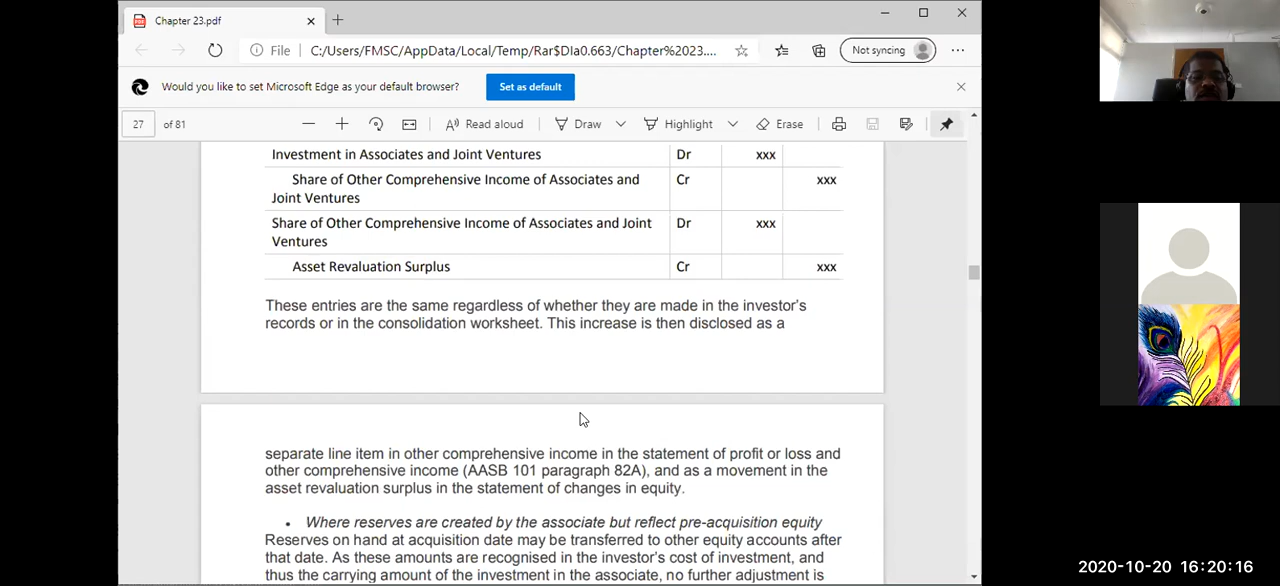 Chapter 23.pdf
Would you like to set Microsoft Edge as your default browser?
Set as default
File
C:/Users/FMSC/AppData/Local/Temp/Rar$DIa0.663/Chapter%2023....
Not syncing
27 of 81
Read aloud
Draw
Highlight
Erase
Investment in Associates and Joint Ventures Dr xxx
Share of Other Comprehensive Income of Associates and Cr xxx
Joint Ventures
Share of Other Comprehensive Income of Associates and Joint Dr xxx
Ventures
Asset Revaluation Surplus Cr xxx
These entries are the same regardless of whether they are made in the investor's
records or in the consolidation worksheet. This increase is then disclosed as a
separate line item in other comprehensive income in the statement of profit or loss and
other comprehensive income (AASB 101 paragraph 82A), and as a movement in the
asset revaluation surplus in the statement of changes in equity.
• Where reserves are created by the associate but reflect pre-acquisition equity
Reserves on hand at acquisition date may be transferred to other equity accounts after
that date. As these amounts are recognised in the investor's cost of investment, and
thus the carrying amount of the investment in the associate, no further adjustment is
2020-10-20 16:20:16